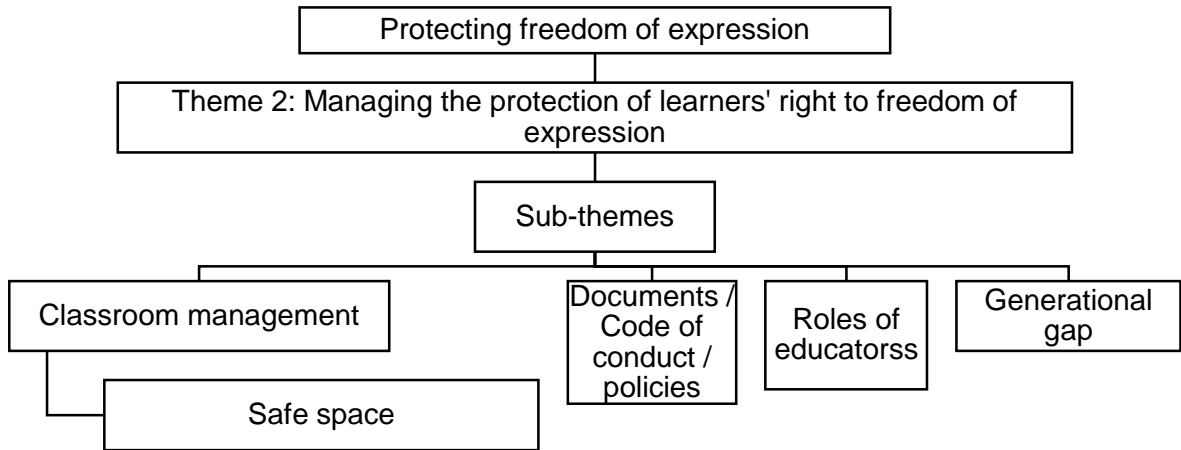 Protecting freedom of expression
Theme 2: Managing the protection of learners' right to freedom of
expression
Sub-themes
Classroom management
Documents /
Code of
conduct /
policies
Roles of
educatorss
Generational
gap
Safe space